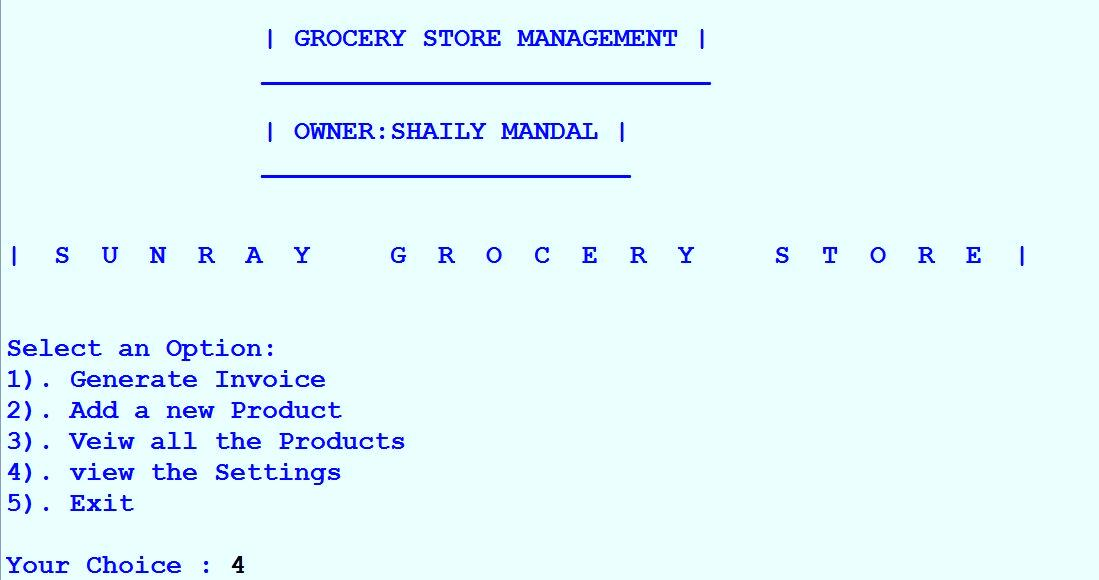 | GROCERY STORE MANAGEMENT |
| OWNER:SHAILY MANDAL |
| S U N R A Y G R O C E R Y S T O R E |
Select an Option:
1). Generate Invoice
2). Add a new Product
3). Veiw all the Products
4). view the Settings
5). Exit
Your Choice : 4